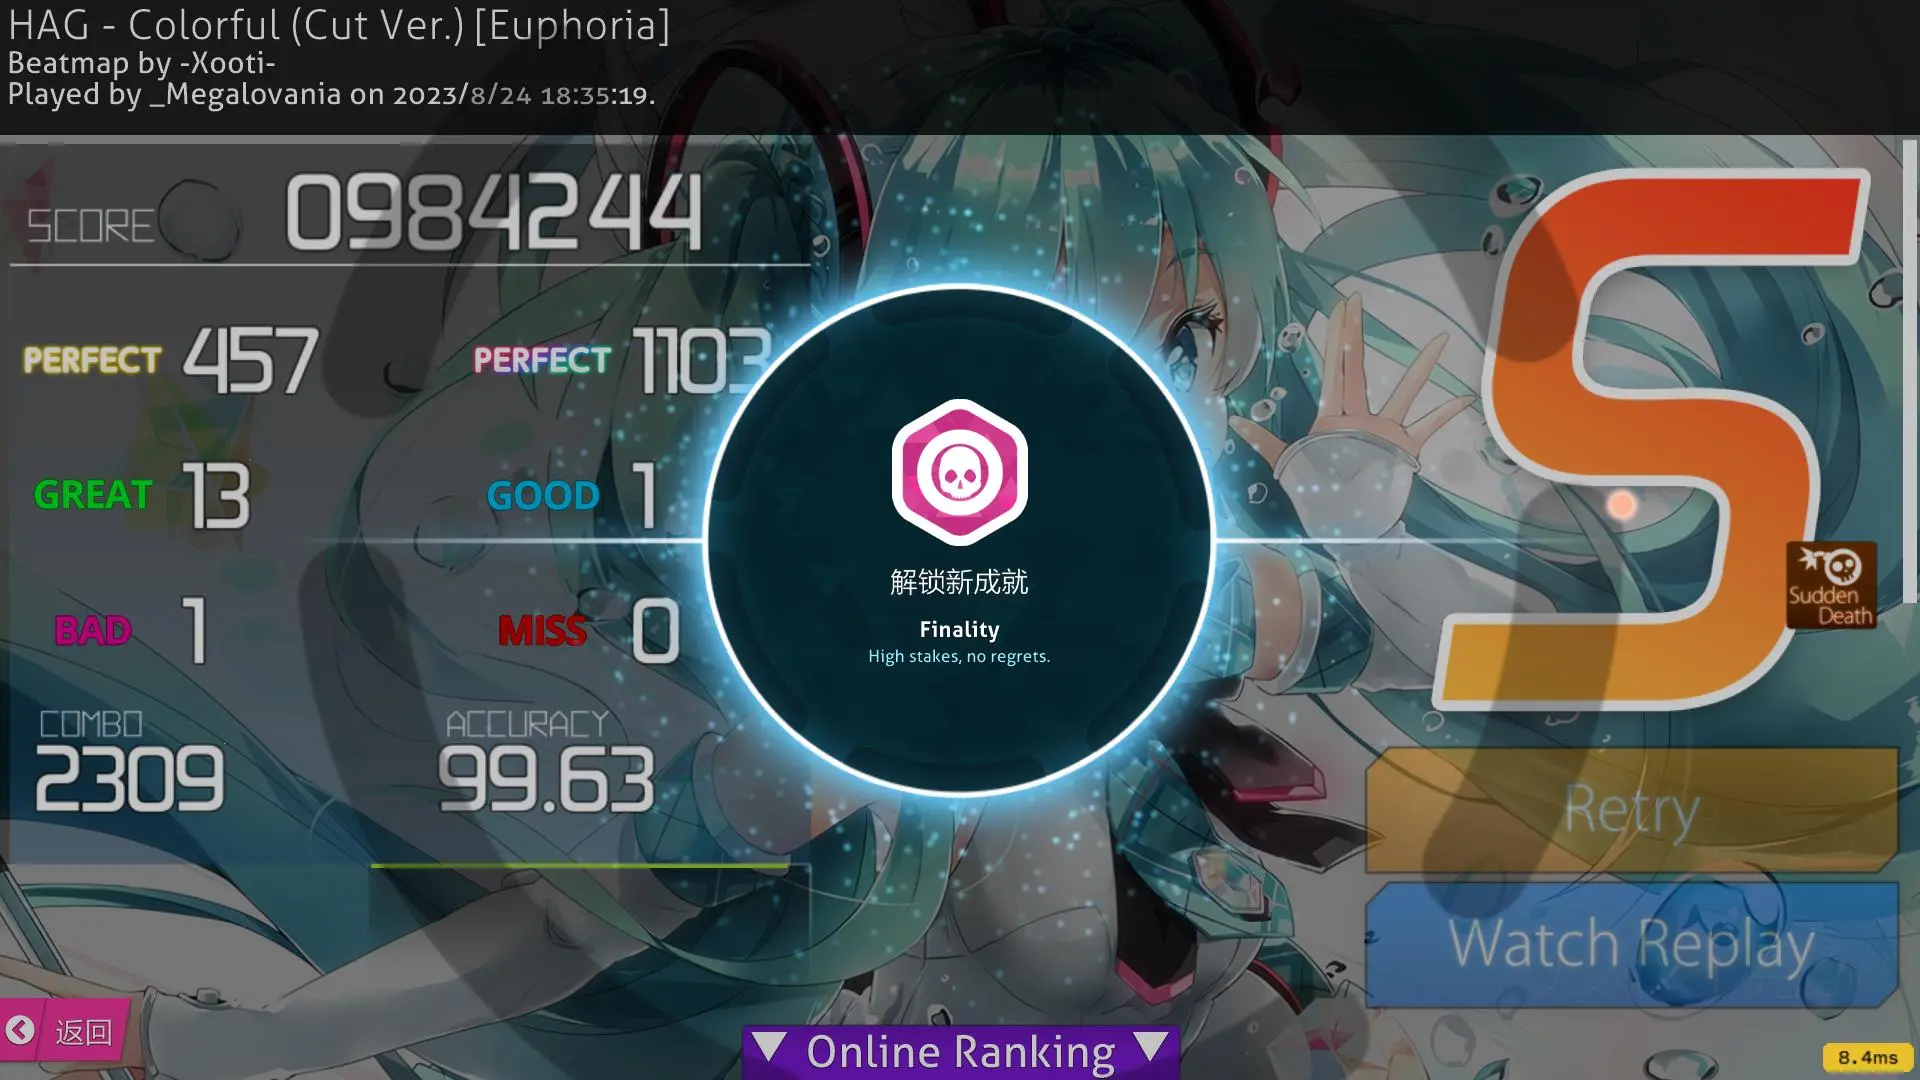 HAG - Colorful (Cut Ver.) [Euphoria]
Beatmap by -Xooti-
Played by _Megalovania on 2023/8/24 18:35:19.
SCORE 0984244
PERFECT 457 PERFECT 1103
GREAT 13 GOOD 1
BAD 1 MISS 0
COMBO ACCURACY
2309 99.63
解锁新成就
Finality
High stakes, no regrets.
S
Sudden
Death
Retry
Watch Replay
返回
Online Ranking
8.4ms